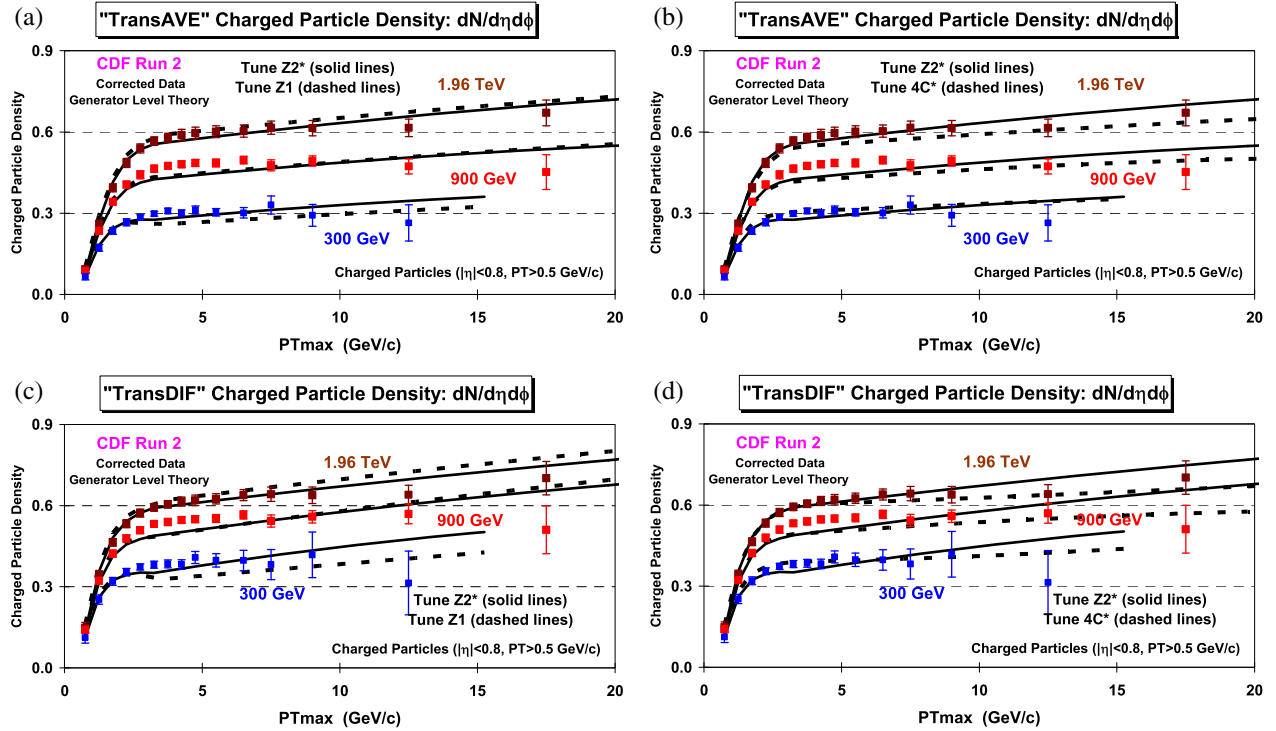 (a)
"TransAVE" Charged Particle Density: dN/dηdϕ
Charged Particle Density
0.9
0.6
0.3
0.0
CDF Run 2
Corrected Data
Generator Level Theory
Tune Z2* (solid lines)
Tune Z1 (dashed lines)
1.96 TeV
900 GeV
300 GeV
Charged Particles (|η|<0.8, PT>0.5 GeV/c)
0 5 10 15 20
PTmax (GeV/c)
(b)
"TransAVE" Charged Particle Density: dN/dηdϕ
Charged Particle Density
0.9
0.6
0.3
0.0
CDF Run 2
Corrected Data
Generator Level Theory
Tune Z2* (solid lines)
Tune 4C* (dashed lines)
1.96 TeV
900 GeV
300 GeV
Charged Particles (|η|<0.8, PT>0.5 GeV/c)
0 5 10 15 20
PTmax (GeV/c)
(c)
"TransDIF" Charged Particle Density: dN/dηdϕ
Charged Particle Density
0.9
0.6
0.3
0.0
CDF Run 2
Corrected Data
Generator Level Theory
1.96 TeV
900 GeV
300 GeV
Tune Z2* (solid lines)
Tune Z1 (dashed lines)
Charged Particles (|η|<0.8, PT>0.5 GeV/c)
0 5 10 15 20
PTmax (GeV/c)
(d)
"TransDIF" Charged Particle Density: dN/dηdϕ
Charged Particle Density
0.9
0.6
0.3
0.0
CDF Run 2
Corrected Data
Generator Level Theory
1.96 TeV
900 GeV
300 GeV
Tune Z2* (solid lines)
Tune 4C* (dashed lines)
Charged Particles (|η|<0.8, PT>0.5 GeV/c)
0 5 10 15 20
PTmax (GeV/c)